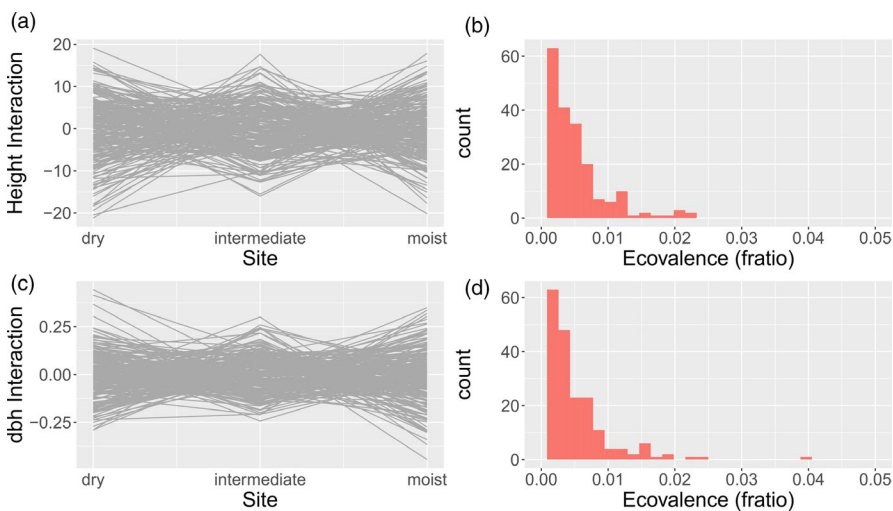 (a)
Height Interaction
20
10
0
−10
−20
dry
intermediate
moist
Site
(b)
count
60
40
20
0
0.00
0.01
0.02
0.03
0.04
0.05
Ecovalence (fratio)
(c)
dbh Interaction
0.25
0.00
−0.25
dry
intermediate
moist
Site
(d)
count
60
40
20
0
0.00
0.01
0.02
0.03
0.04
0.05
Ecovalence (fratio)